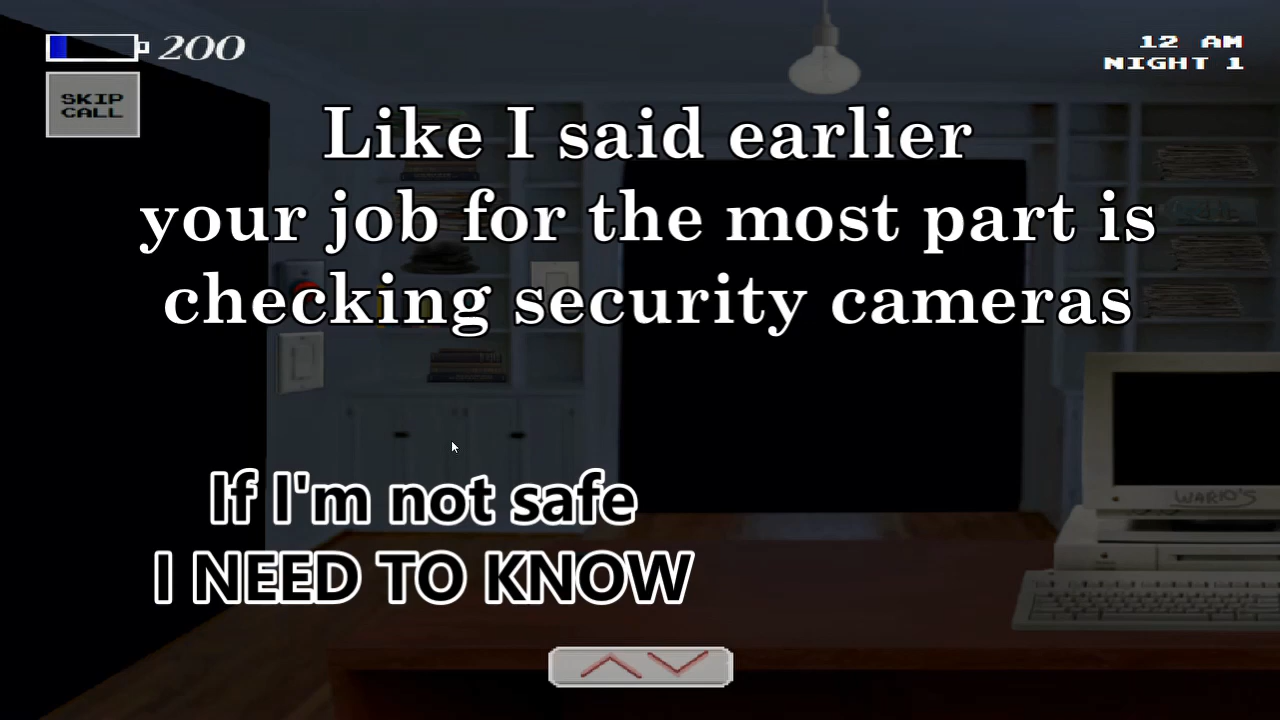 200
12 AM
NIGHT 1
SKIP
CALL
Like I said earlier
your job for the most part is
checking security cameras
If I'm not safe
I NEED TO KNOW
WARIO'S